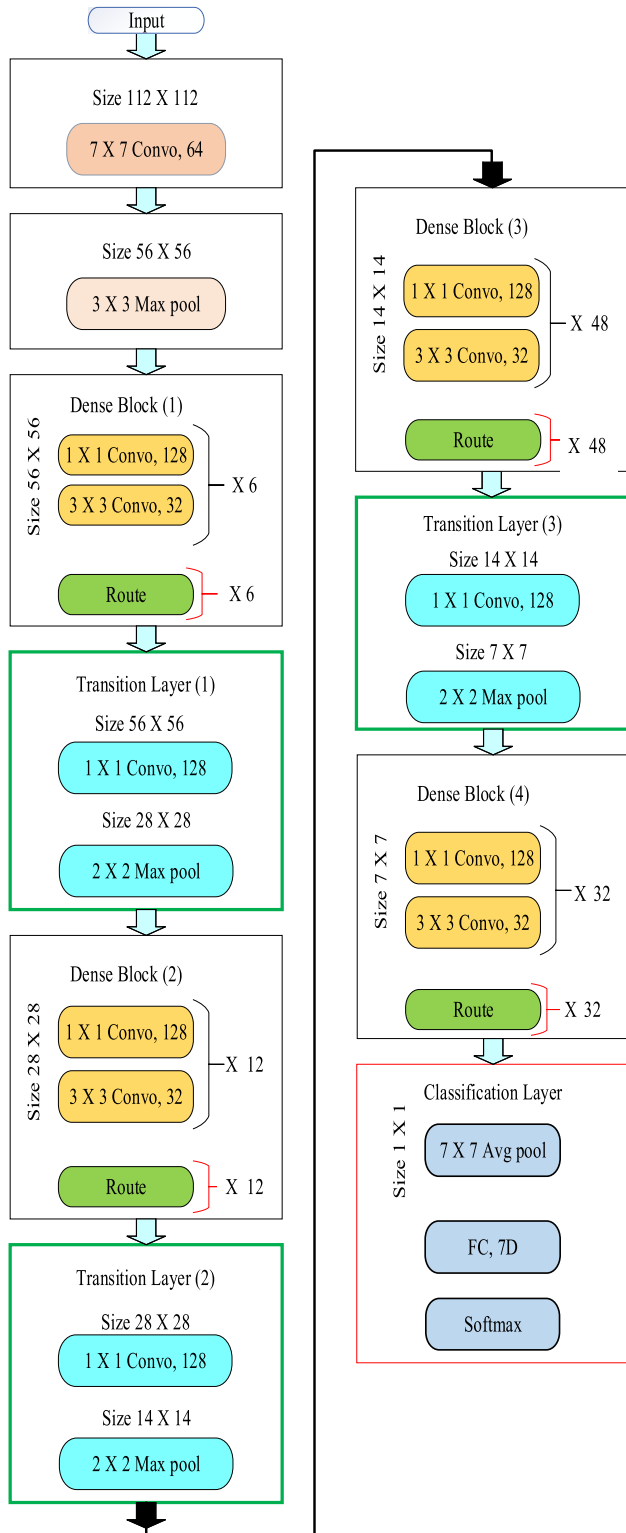 Input
Size 112 X 112
7 X 7 Convo, 64
Size 56 X 56
3 X 3 Max pool
Dense Block (1)
Size 56 X 56
1 X 1 Convo, 128
3 X 3 Convo, 32
X 6
Route
X 6
Transition Layer (1)
Size 56 X 56
1 X 1 Convo, 128
Size 28 X 28
2 X 2 Max pool
Dense Block (2)
Size 28 X 28
1 X 1 Convo, 128
3 X 3 Convo, 32
X 12
Route
X 12
Transition Layer (2)
Size 28 X 28
1 X 1 Convo, 128
Size 14 X 14
2 X 2 Max pool
Dense Block (3)
Size 14 X 14
1 X 1 Convo, 128
3 X 3 Convo, 32
X 48
Route
X 48
Transition Layer (3)
Size 14 X 14
1 X 1 Convo, 128
Size 7 X 7
2 X 2 Max pool
Dense Block (4)
Size 7 X 7
1 X 1 Convo, 128
3 X 3 Convo, 32
X 32
Route
X 32
Classification Layer
Size 1 X 1
7 X 7 Avg pool
FC, 7D
Softmax